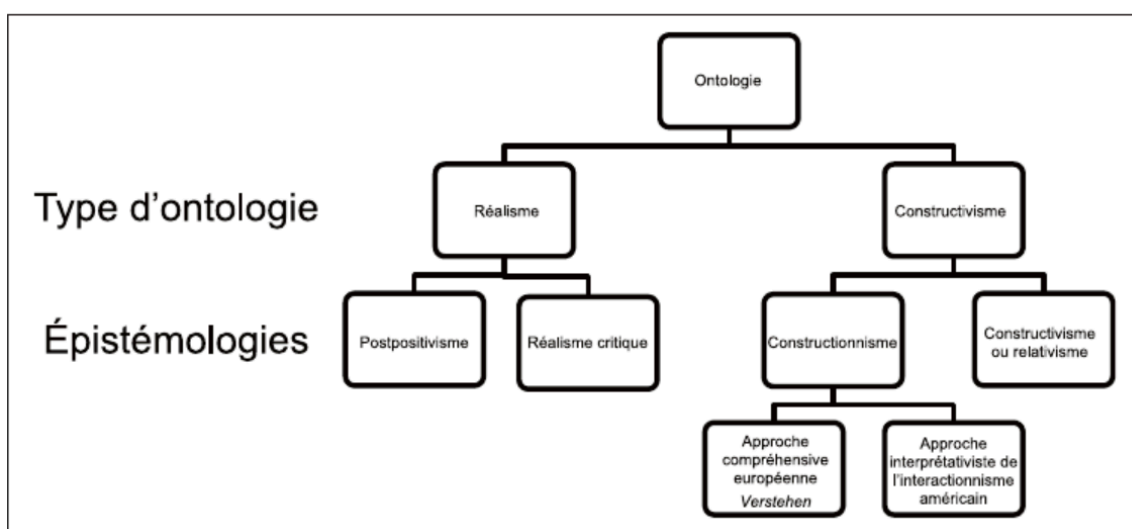 Ontologie
Type d'ontologie
Réalisme
Constructivisme
Épistémologies
Postpositivisme
Réalisme critique
Constructionnisme
Constructivisme
ou relativisme
Approche
compréhensive
européenne
Verstehen
Approche
interprétativiste de
l'interactionnisme
américain